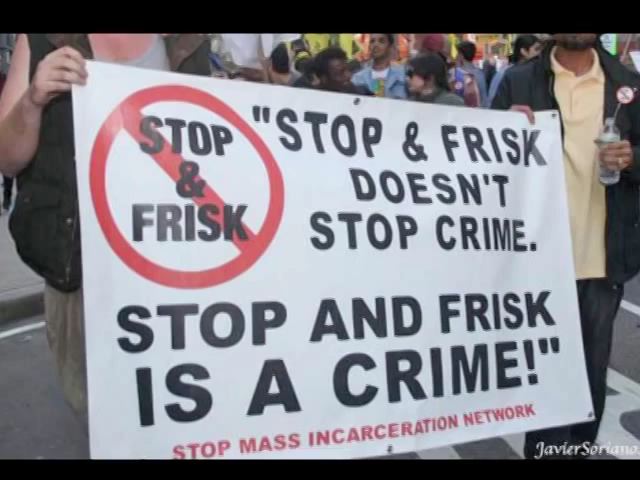 STOP
&
FRISK
"STOP & FRISK
DOESN'T
STOP CRIME.
STOP AND FRISK
IS A CRIME!"
STOP MASS INCARCERATION NETWORK
JavierSoriano